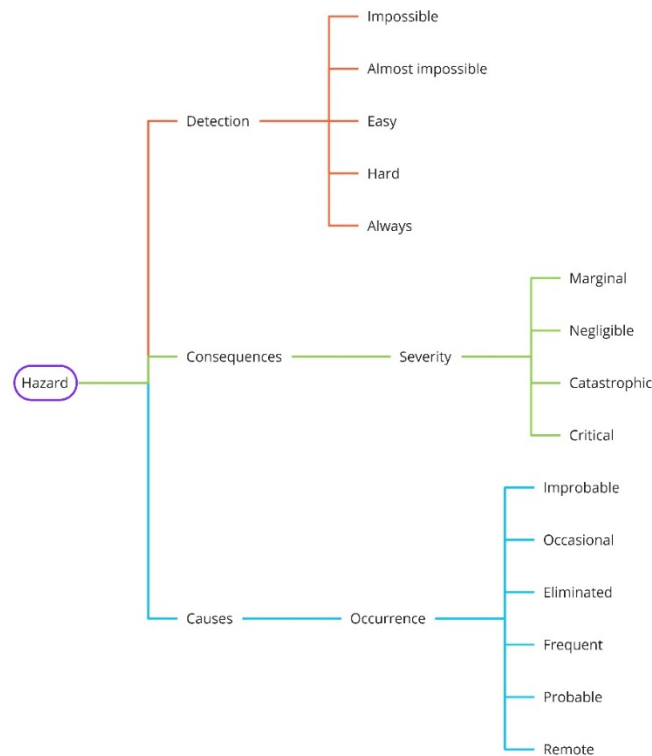 Impossible
Almost impossible
Detection
Easy
Hard
Always
Marginal
Negligible
Consequences
Severity
Hazard
Catastrophic
Critical
Improbable
Occasional
Eliminated
Causes
Occurrence
Frequent
Probable
Remote